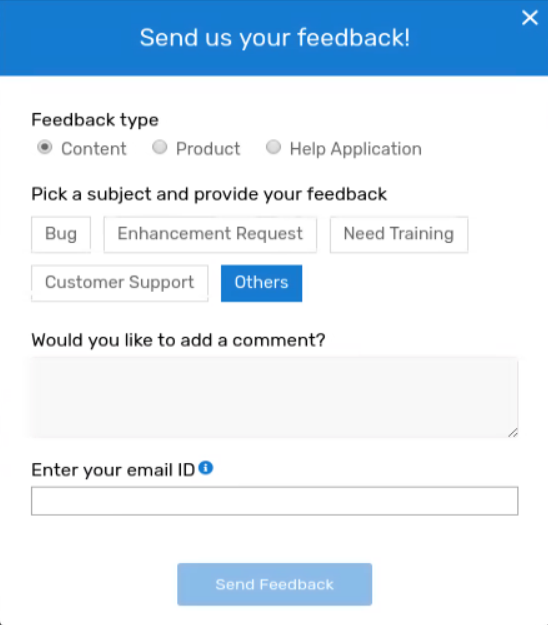 Send us your feedback!
Feedback type
Content Product Help Application
Pick a subject and provide your feedback
Bug Enhancement Request Need Training
Customer Support Others
Would you like to add a comment?
Enter your email ID
Send Feedback